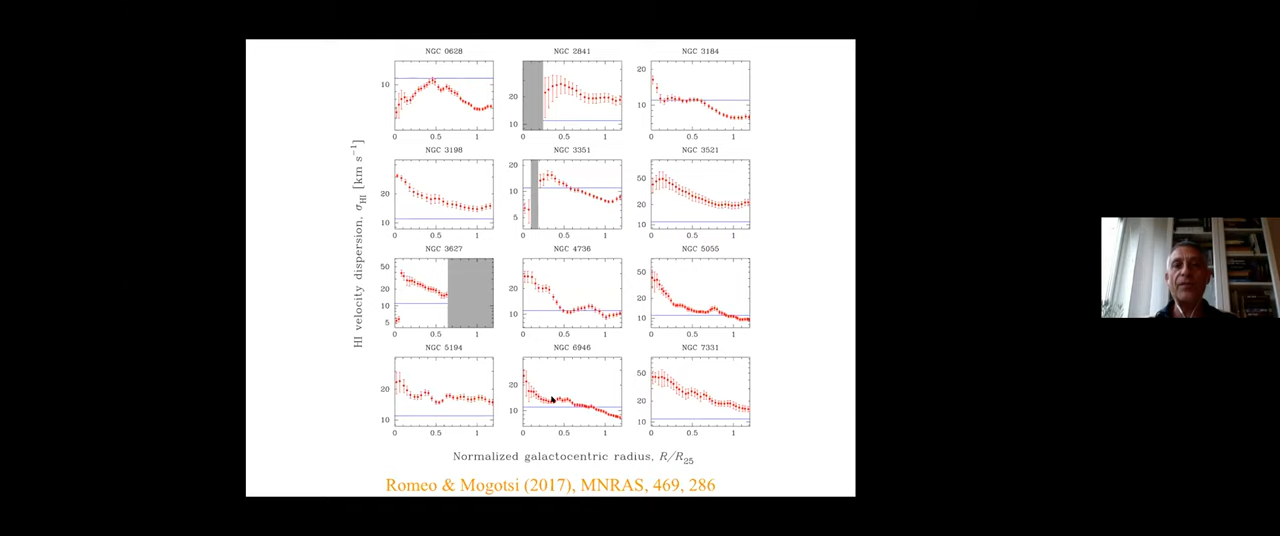 NGC 0628 NGC 2841 NGC 3184
10 20 10 20 10
0 0.5 1 0 0.5 1 0 0.5 1
NGC 3198 NGC 3351 NGC 3521
20 10 20 10 5 50 20 10
0 0.5 1 0 0.5 1 0 0.5 1
NGC 3627 NGC 4736 NGC 5055
50 20 10 5 20 10 50 20 10
0 0.5 1 0 0.5 1 0 0.5 1
NGC 5194 NGC 6946 NGC 7331
20 10 20 10 50 20 10
0 0.5 1 0 0.5 1 0 0.5 1
HI velocity dispersion, σHI [km s−1]
Normalized galactocentric radius, R/R25
Romeo & Mogotsi (2017), MNRAS, 469, 286